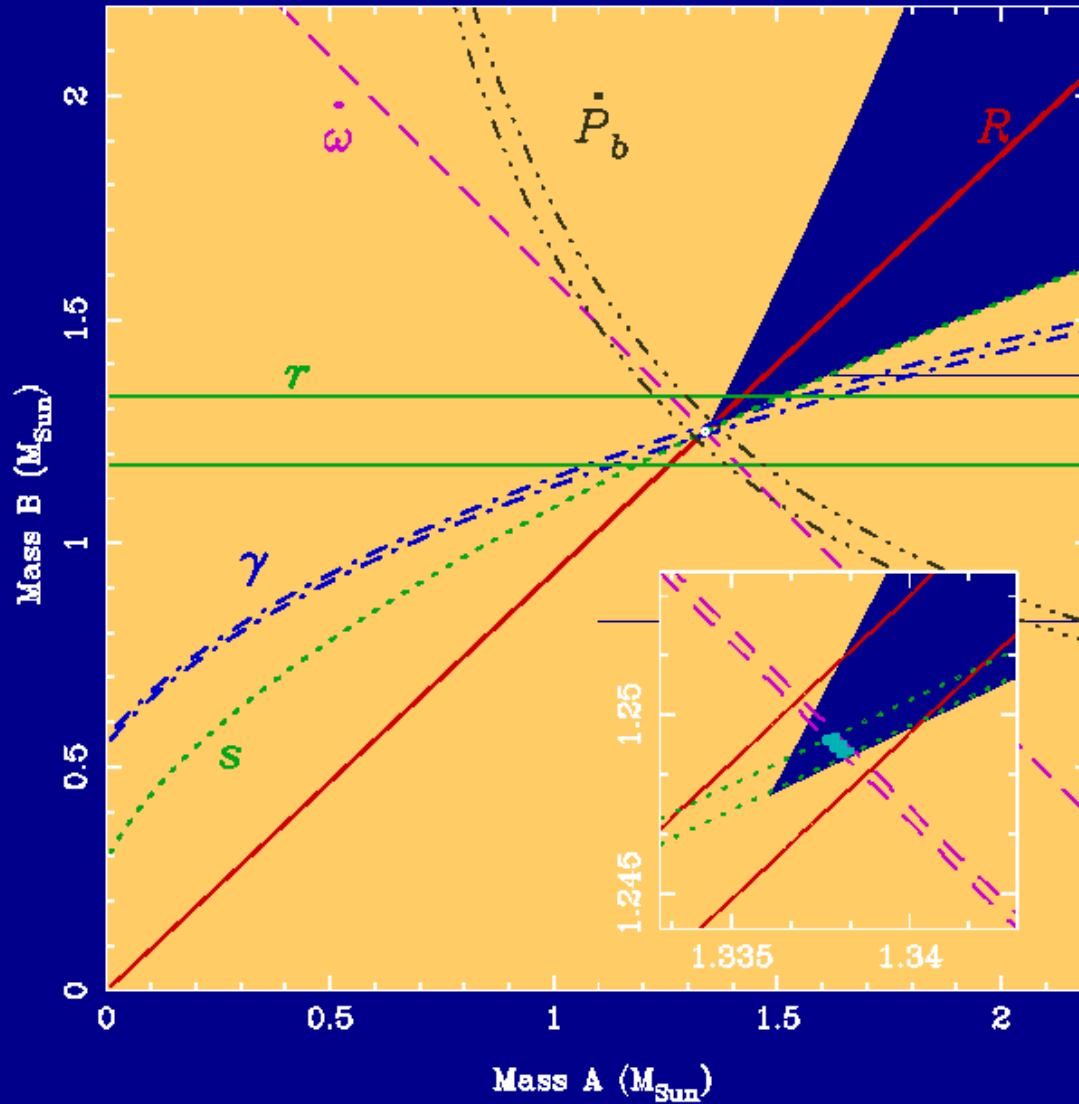 ω̇
Ṗ_b
R
r
γ
s
Mass B (M_Sun)
2
1.5
1
0.5
0
1.25
1.245
1.335 1.34
0 0.5 1 1.5 2
Mass A (M_Sun)